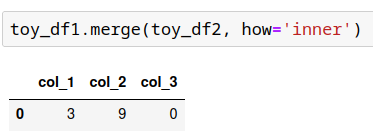 toy_df1.merge(toy_df2, how='inner')
col_1 col_2 col_3
0 3 9 0